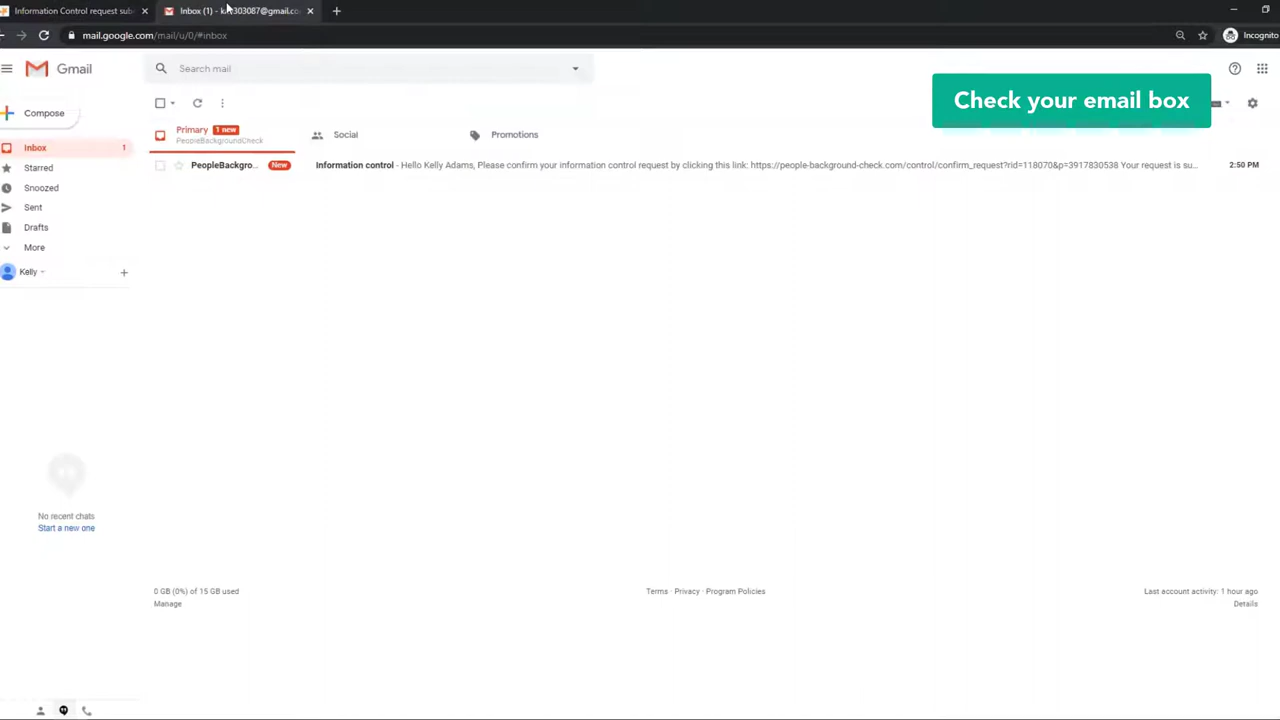 Information Control request sub
Inbox (1) -
303087@gmail.co
mail.google.com/mail/u/0/#inbox
Incognito
Gmail
Search mail
Check your email box
Compose
Primary 1 new
PeopleBackgroundCheck
Social
Promotions
Inbox 1
PeopleBackgro... New Information control - Hello Kelly Adams, Please confirm your information control request by clicking this link: https://people-background-check.com/control/confirm_request?rid=118070&p=3917830538 Your request is su... 2:50 PM
Starred
Snoozed
Sent
Drafts
More
Kelly
No recent chats
Start a new one
0 GB (0%) of 15 GB used
Manage
Terms · Privacy · Program Policies
Last account activity: 1 hour ago
Details